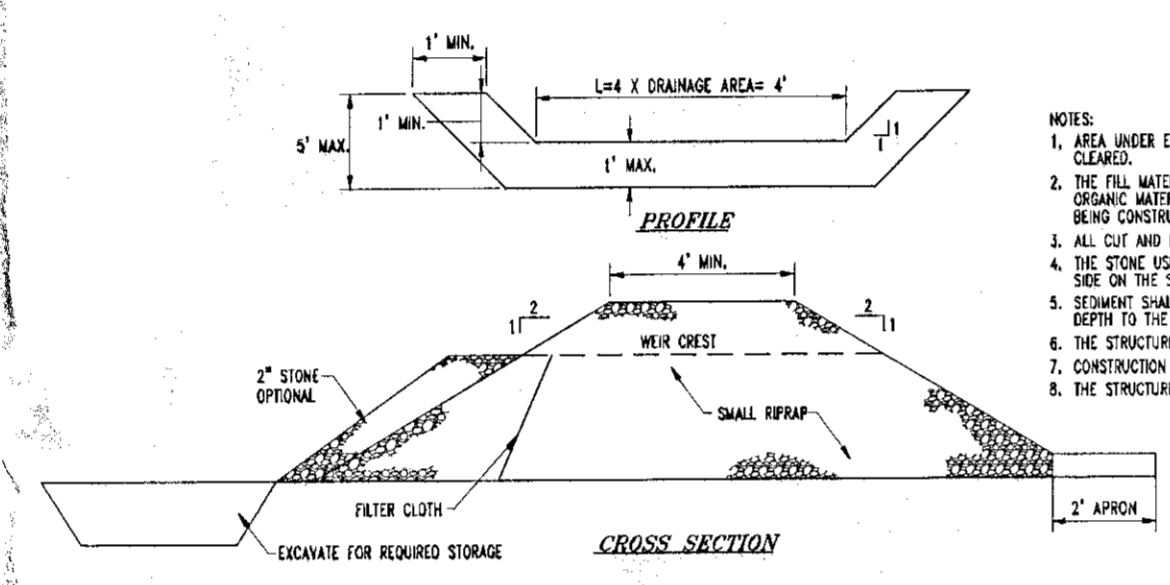 1' MIN.
L=4 X DRAINAGE AREA= 4'
1' MIN.
5' MAX.
1
1
1' MAX.
PROFILE
4' MIN.
2
1
2
1
WEIR CREST
2" STONE
OPTIONAL
SMALL RIPRAP
FILTER CLOTH
2' APRON
EXCAVATE FOR REQUIRED STORAGE
CROSS SECTION
NOTES:
1. AREA UNDER E
CLEARED.
2. THE FILL MATE
ORGANIC MATER
BEING CONSTRU
3. ALL CUT AND
4. THE STONE US
SIDE ON THE S
5. SEDIMENT SHAL
DEPTH TO THE
6. THE STRUCTUR
7. CONSTRUCTION
8. THE STRUCTUR